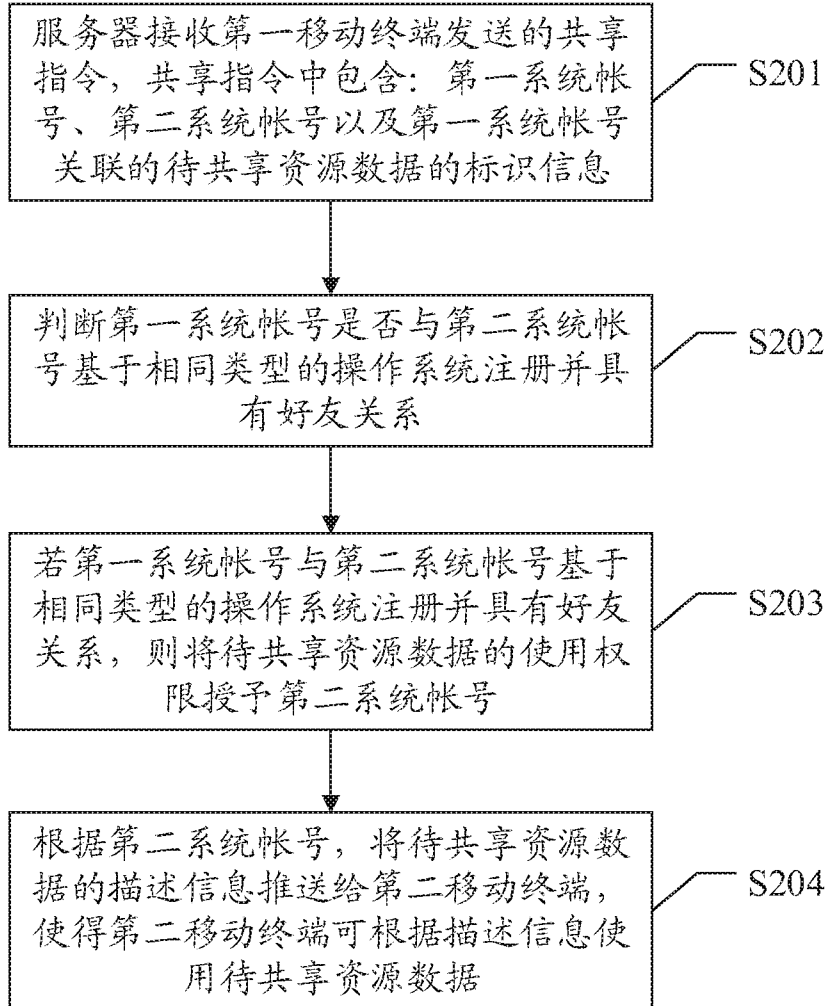 服务器接收第一移动终端发送的共享
指令，共享指令中包含：第一系统帐
号、第二系统帐号以及第一系统帐号
关联的待共享资源数据的标识信息
S201
判断第一系统帐号是否与第二系统帐
号基于相同类型的操作系统注册并具
有好友关系
S202
若第一系统帐号与第二系统帐号基于
相同类型的操作系统注册并具有好友
关系，则将待共享资源数据的使用权
限授予第二系统帐号
S203
根据第二系统帐号，将待共享资源数
据的描述信息推送给第二移动终端，
使得第二移动终端可根据描述信息使
用待共享资源数据
S204